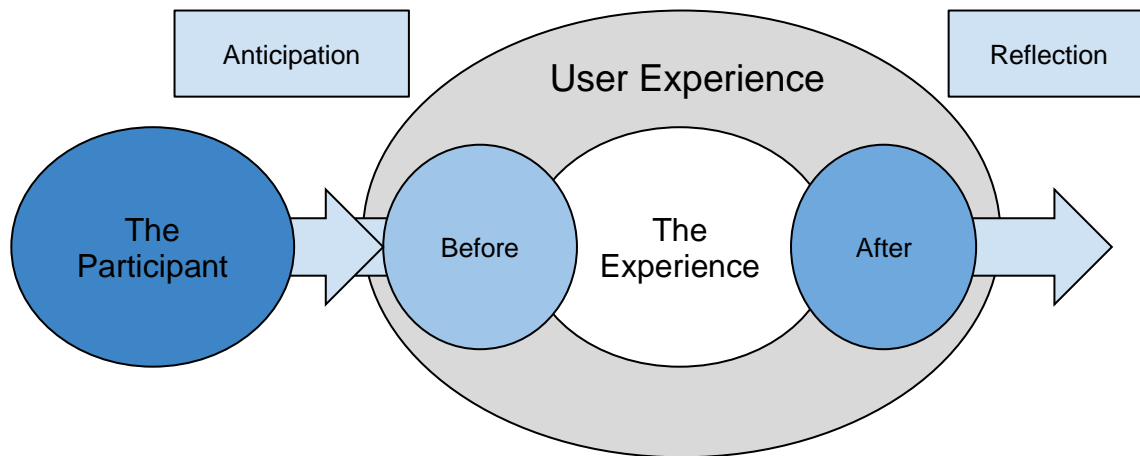 Anticipation
Reflection
User Experience
The
Participant
Before
The
Experience
After